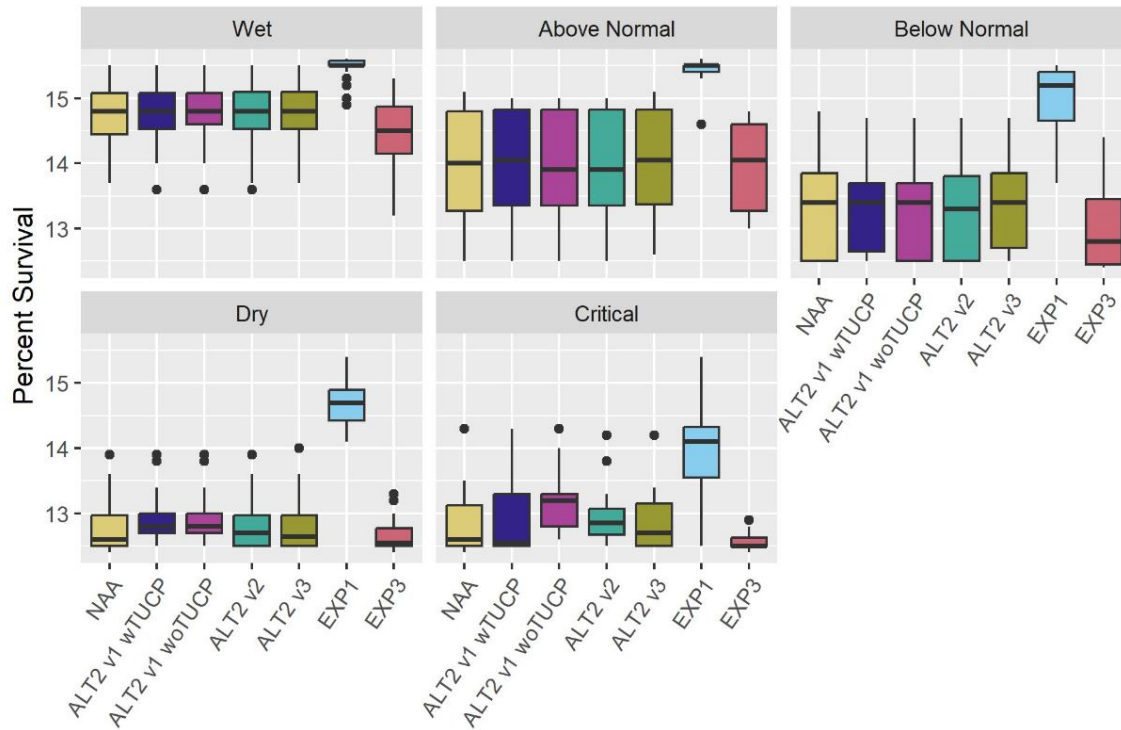 Percent Survival
Wet
Above Normal
Below Normal
15
14
13
NAA
ALT2 v1 wTUCP
ALT2 v1 woTUCP
ALT2 v2
ALT2 v3
EXP1
EXP3
Dry
Critical
15
14
13
NAA
ALT2 v1 wTUCP
ALT2 v1 woTUCP
ALT2 v2
ALT2 v3
EXP1
EXP3
NAA
ALT2 v1 wTUCP
ALT2 v1 woTUCP
ALT2 v2
ALT2 v3
EXP1
EXP3